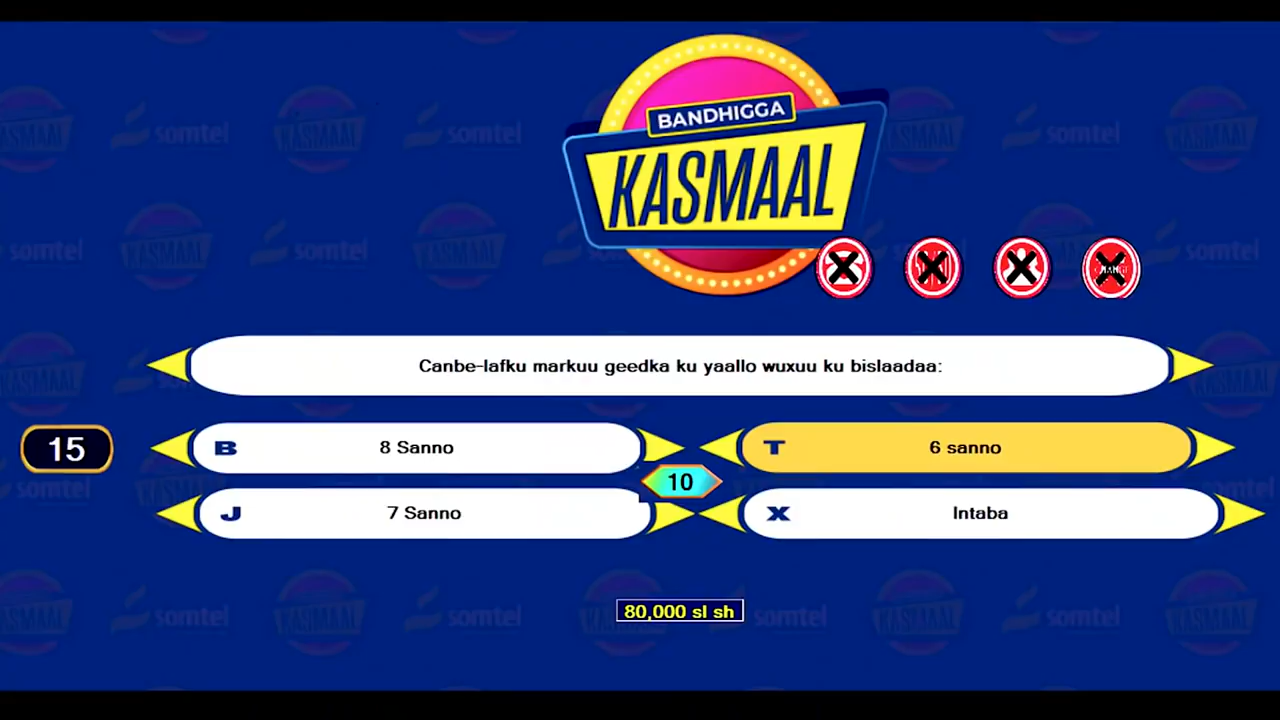 BANDHIGGA
KASMAAL
Canbe-lafku markuu geedka ku yaallo wuxuu ku bislaadaa:
15
B 8 Sanno
T 6 sanno
10
J 7 Sanno
X Intaba
80,000 sl sh
somtel